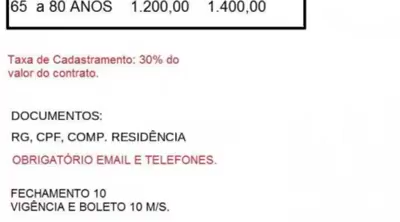 65 a 80 ANOS 1.200,00 1.400,00
Taxa de Cadastramento: 30% do
valor do contrato.
DOCUMENTOS:
RG, CPF, COMP. RESIDÊNCIA
OBRIGATÓRIO EMAIL E TELEFONES.
FECHAMENTO 10
VIGÊNCIA E BOLETO 10 M/S.